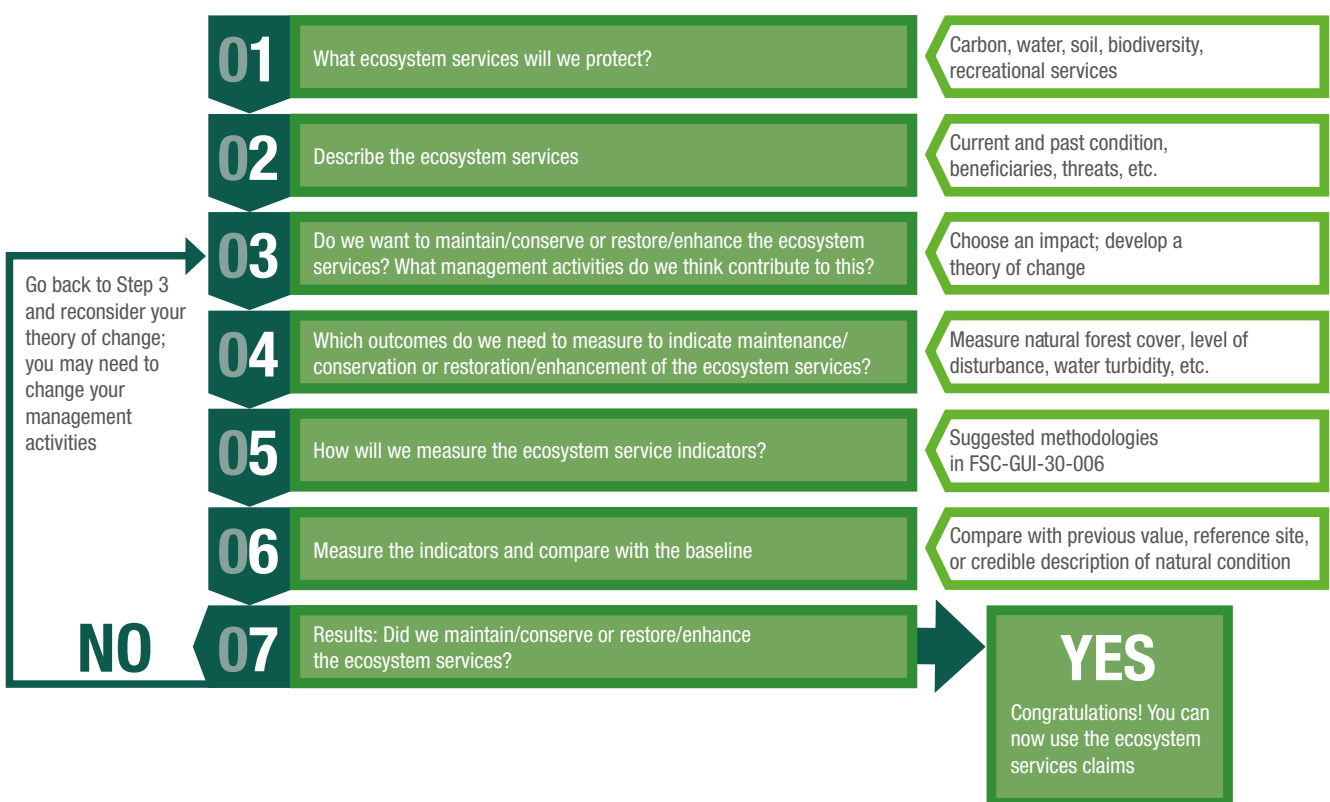 01
What ecosystem services will we protect?
Carbon, water, soil, biodiversity,
recreational services
02
Describe the ecosystem services
Current and past condition,
beneficiaries, threats, etc.
03
Do we want to maintain/conserve or restore/enhance the ecosystem
services? What management activities do we think contribute to this?
Choose an impact; develop a
theory of change
Go back to Step 3
and reconsider your
theory of change;
you may need to
change your
management
activities
04
Which outcomes do we need to measure to indicate maintenance/
conservation or restoration/enhancement of the ecosystem services?
Measure natural forest cover, level of
disturbance, water turbidity, etc.
05
How will we measure the ecosystem service indicators?
Suggested methodologies
in FSC-GUI-30-006
06
Measure the indicators and compare with the baseline
Compare with previous value, reference site,
or credible description of natural condition
NO
07
Results: Did we maintain/conserve or restore/enhance
the ecosystem services?
YES
Congratulations! You can
now use the ecosystem
services claims